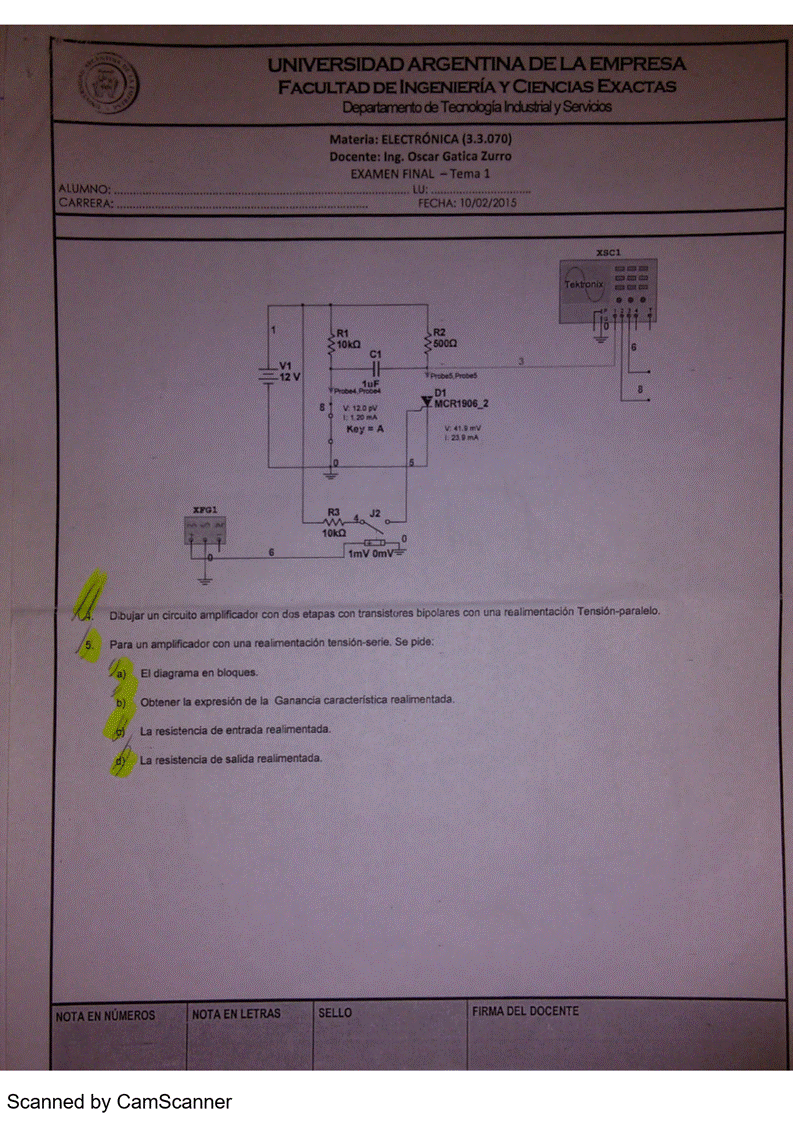 UNIVERSIDAD ARGENTINA DE LA EMPRESA
FACULTAD DE INGENIERÍA Y CIENCIAS EXACTAS
Departamento de Tecnología Industrial y Servicios
Materia: ELECTRÓNICA (3.3.070)
Docente: Ing. Oscar Gatica Zurro
EXAMEN FINAL – Tema 1
ALUMNO: ........ LU: ........
CARRERA: ........ FECHA: 10/02/2015
XSC1
Tektronix
1
R1
10kΩ
R2
500Ω
C1
1uF
3
6
8
V1
12 V
Probe4,Probe4
Probe5,Probe5
D1
MCR1906_2
8
V: 12.0 pV
I: 1.20 mA
Key = A
V: 41.9 mV
I: 23.9 mA
0
5
XFG1
R3
10kΩ
4
J2
0
1mV 0mV
0
6
4. Dibujar un circuito amplificador con dos etapas con transistores bipolares con una realimentación Tensión-paralelo.
5. Para un amplificador con una realimentación tensión-serie. Se pide:
a) El diagrama en bloques.
b) Obtener la expresión de la Ganancia característica realimentada.
c) La resistencia de entrada realimentada.
d) La resistencia de salida realimentada.
NOTA EN NÚMEROS NOTA EN LETRAS SELLO FIRMA DEL DOCENTE
Scanned by CamScanner